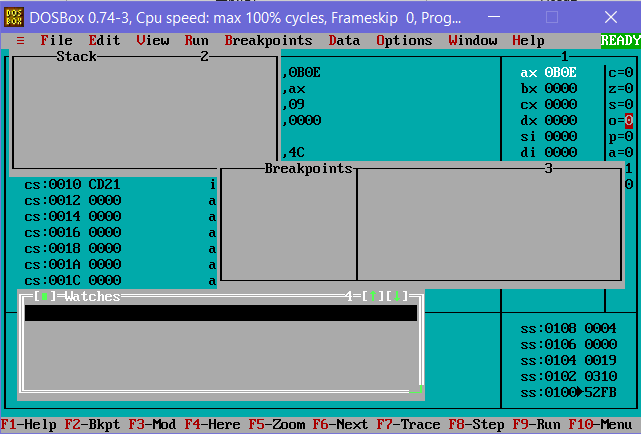 DOSBox 0.74-3, Cpu speed: max 100% cycles, Frameskip 0, Prog...
≡ File Edit View Run Breakpoints Data Options Window Help READY
Stack 2 1
,0B0E ax 0B0E c=0
,ax bx 0000 z=0
,09 cx 0000 s=0
,0000 dx 0000 o=0
si 0000 p=0
,4C di 0000 a=0
Breakpoints 3 1
cs:0010 CD21 i 0
cs:0012 0000 a
cs:0014 0000 a
cs:0016 0000 a
cs:0018 0000 a
cs:001A 0000 a
cs:001C 0000 a
[■]=Watches 4=[↑][↓]
ss:0108 0004
ss:0106 0000
ss:0104 0019
ss:0102 0310
ss:0100►52FB
F1-Help F2-Bkpt F3-Mod F4-Here F5-Zoom F6-Next F7-Trace F8-Step F9-Run F10-Menu